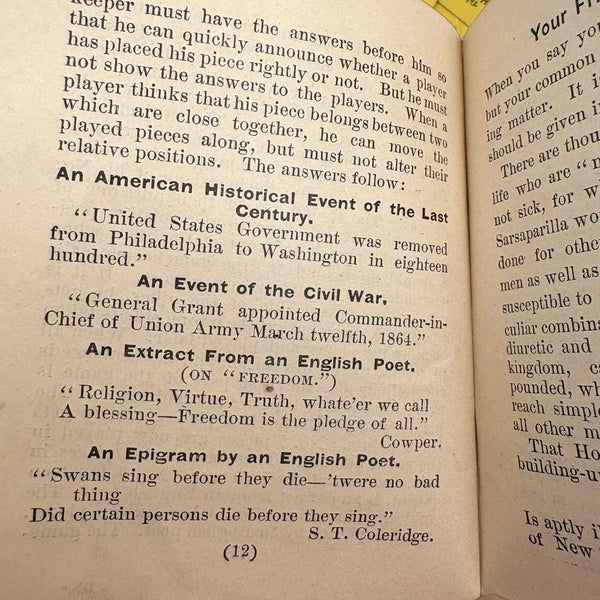 keeper must have the answers before him so
that he can quickly announce whether a player
has placed his piece rightly or not. But he must
not show the answers to the players. When a
player thinks that his piece belongs between two
which are close together, he can move the
played pieces along, but must not alter their
relative positions. The answers follow:
An American Historical Event of the Last
Century.
"United States Government was removed
from Philadelphia to Washington in eighteen
hundred."
An Event of the Civil War.
"General Grant appointed Commander-in-
Chief of Union Army March twelfth, 1864."
An Extract From an English Poet.
(ON "FREEDOM.")
"Religion, Virtue, Truth, whate'er we call
A blessing—Freedom is the pledge of all."
Cowper.
An Epigram by an English Poet.
"Swans sing before they die—'twere no bad
thing
Did certain persons die before they sing."
S. T. Coleridge.
(12)
Your
When you say you
but your common
ing matter. It
should be given
There are
life who are
not sick, for
Sarsaparilla
done for
men as well as
susceptible to
culiar
diuretic and
kingdom,
pounded,
reach
all other
That
building-up
Is aptly
of New